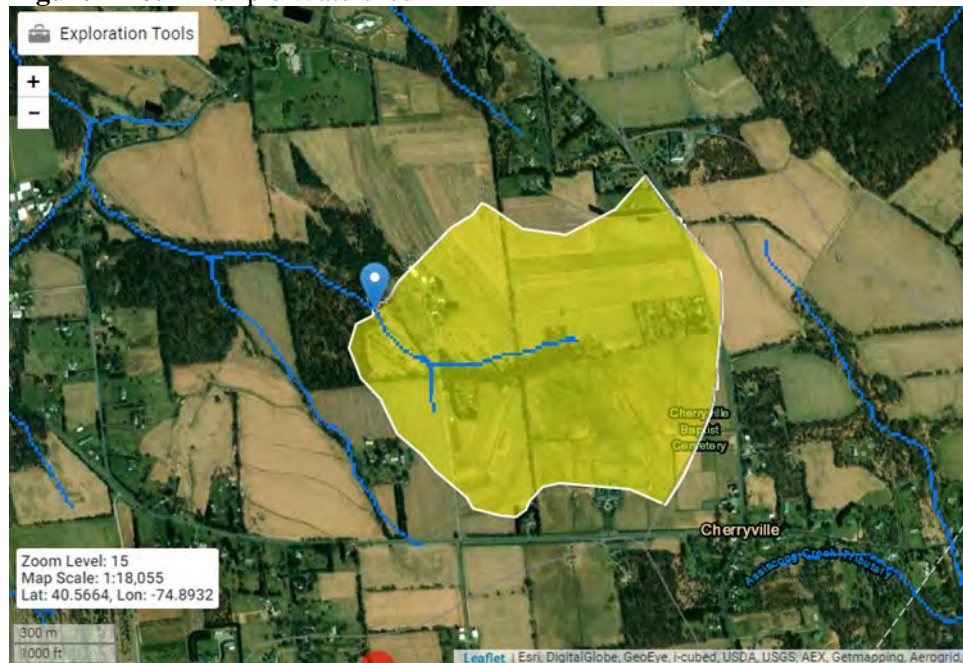 Exploration Tools
+
−
Cherryville
Baptist
Cemetery
Cherryville
Assiscong Creek Tributary
Zoom Level: 15
Map Scale: 1:18,055
Lat: 40.5664, Lon: -74.8932
300 m
1000 ft
Leaflet | Esri, DigitalGlobe, GeoEye, i-cubed, USDA, USGS, AEX, Getmapping, Aerogrid,